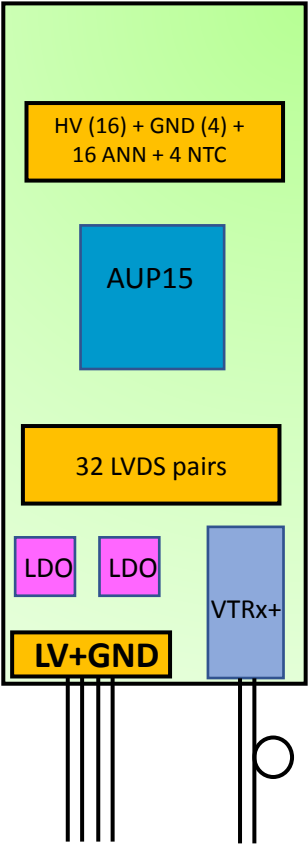 HV (16) + GND (4) +
16 ANN + 4 NTC
AUP15
32 LVDS pairs
LDO
LDO
VTRx+
LV+GND